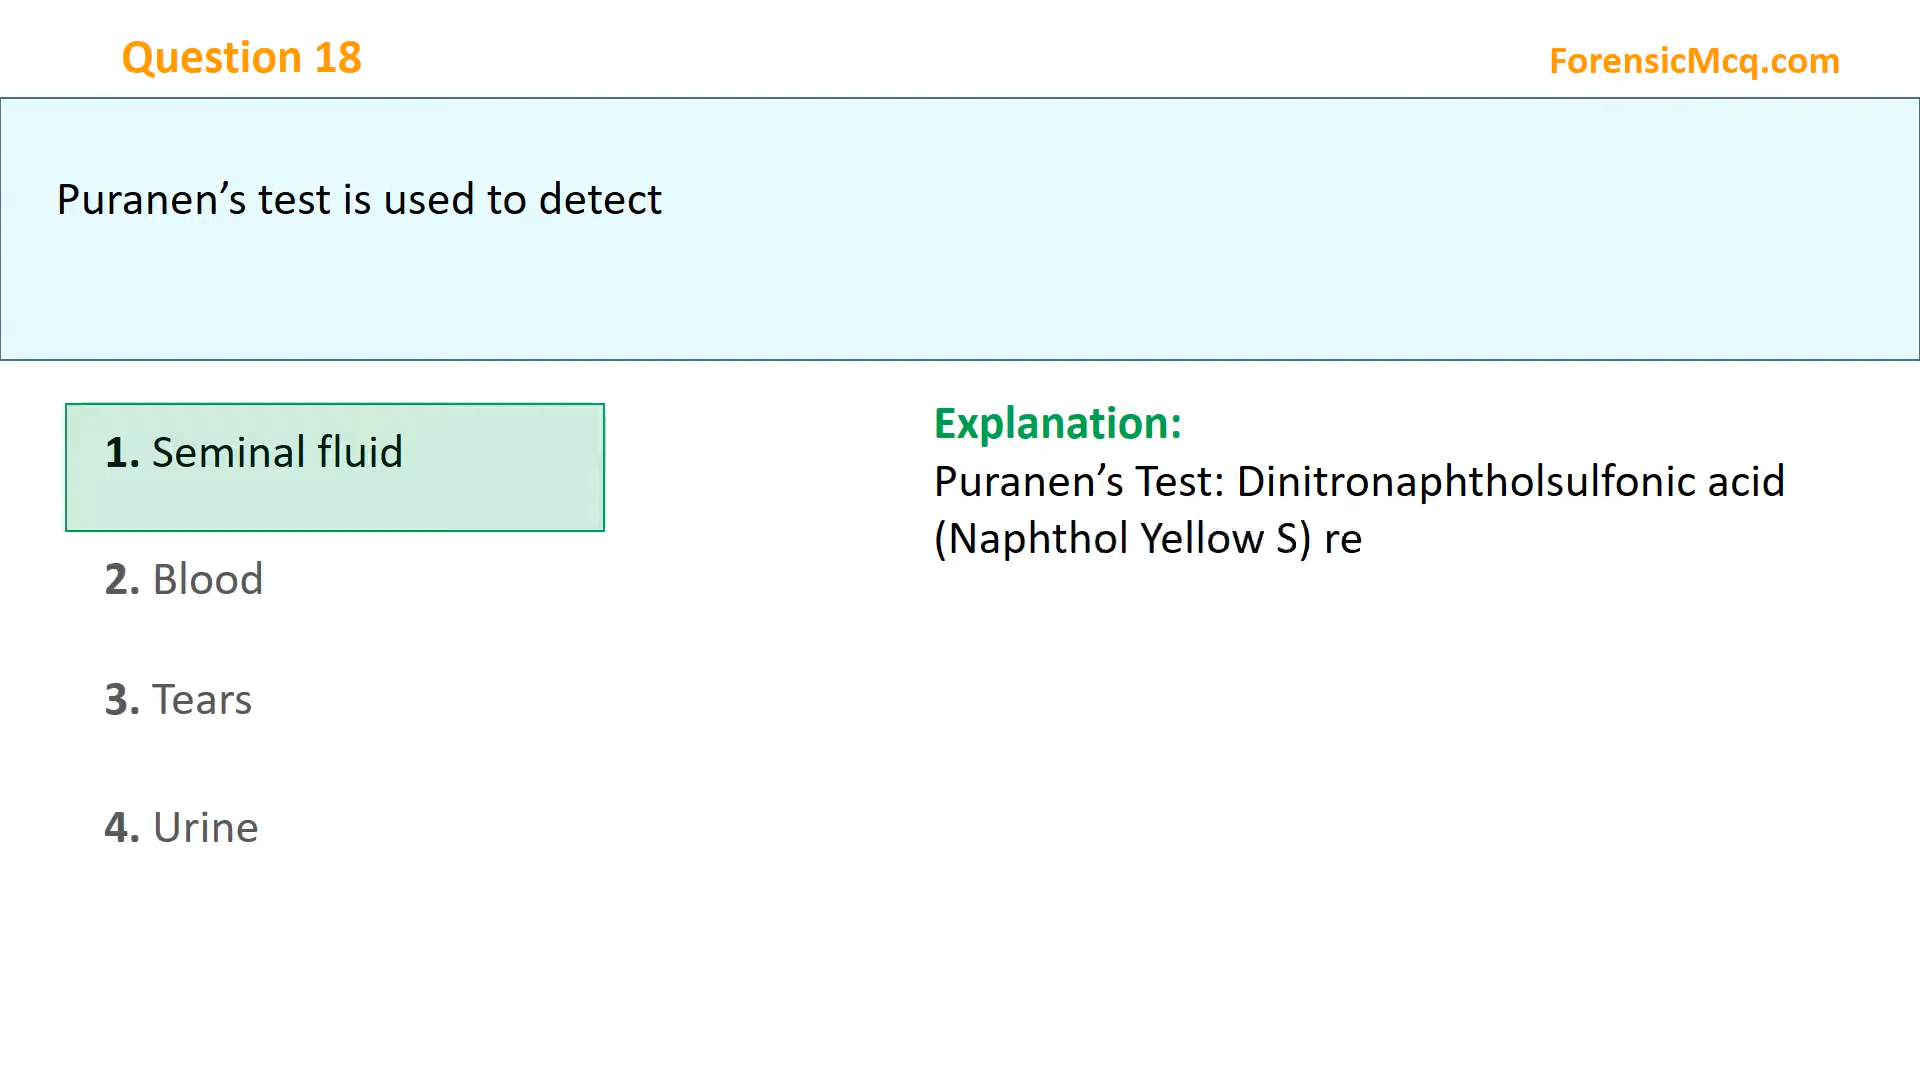 Question 18
ForensicMcq.com
Puranen’s test is used to detect
1. Seminal fluid
2. Blood
3. Tears
4. Urine
Explanation:
Puranen’s Test: Dinitronaphtholsulfonic acid
(Naphthol Yellow S) re